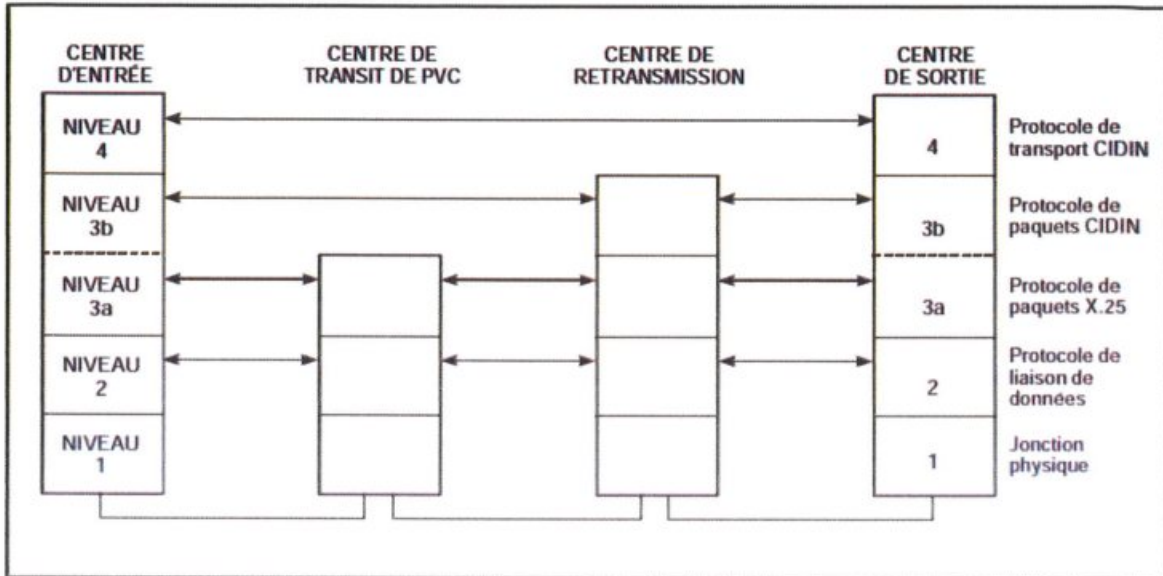 CENTRE
D'ENTRÉE
CENTRE DE
TRANSIT DE PVC
CENTRE DE
RETRANSMISSION
CENTRE
DE SORTIE
NIVEAU
4
4
Protocole de
transport CIDIN
NIVEAU
3b
3b
Protocole de
paquets CIDIN
NIVEAU
3a
3a
Protocole de
paquets X.25
NIVEAU
2
2
Protocole de
liaison de
données
NIVEAU
1
1
Jonction
physique